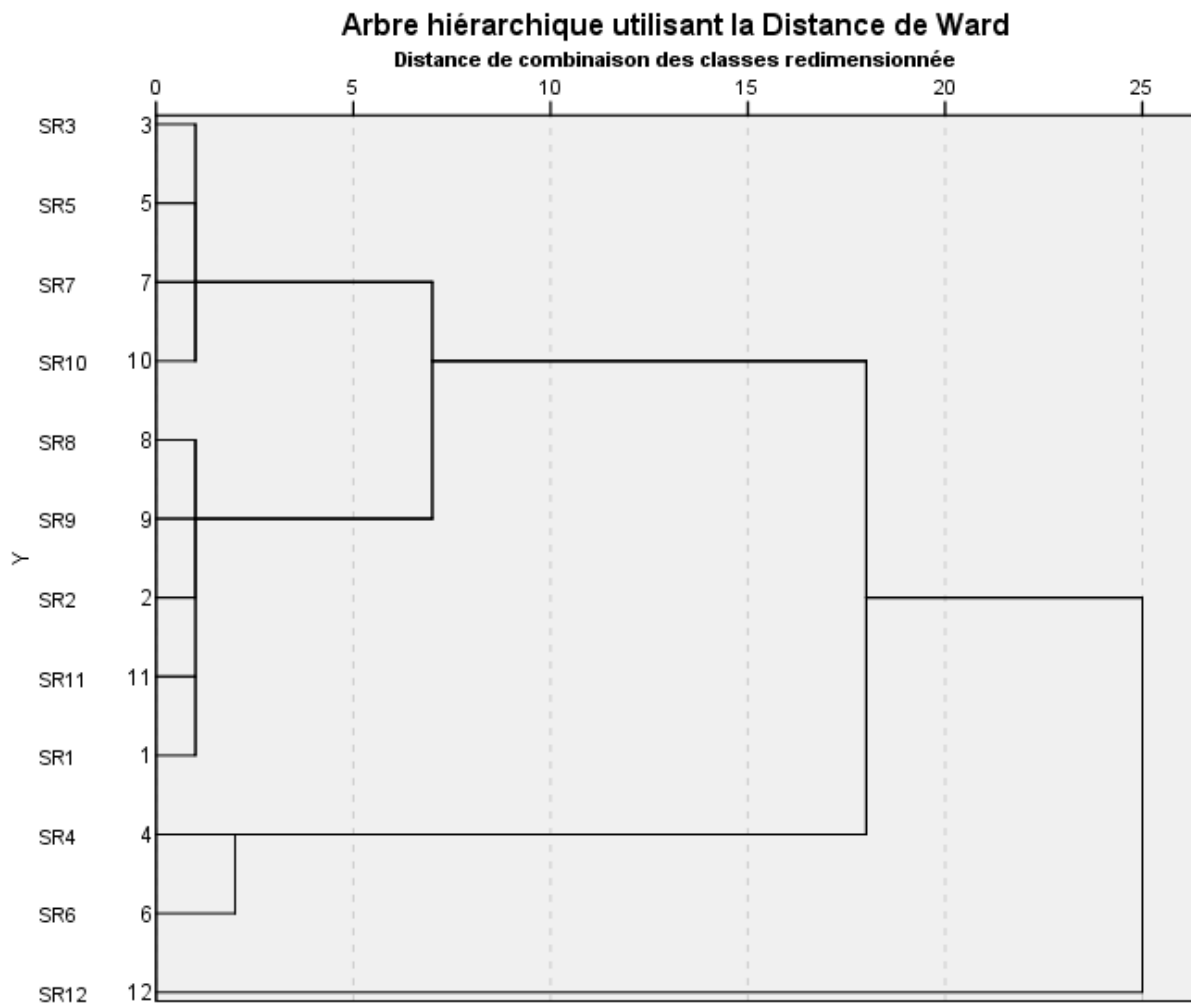 Arbre hiérarchique utilisant la Distance de Ward
Distance de combinaison des classes redimensionnée
0 5 10 15 20 25
SR3 3
SR5 5
SR7 7
SR10 10
SR8 8
SR9 9
Y
SR2 2
SR11 11
SR1 1
SR4 4
SR6 6
SR12 12